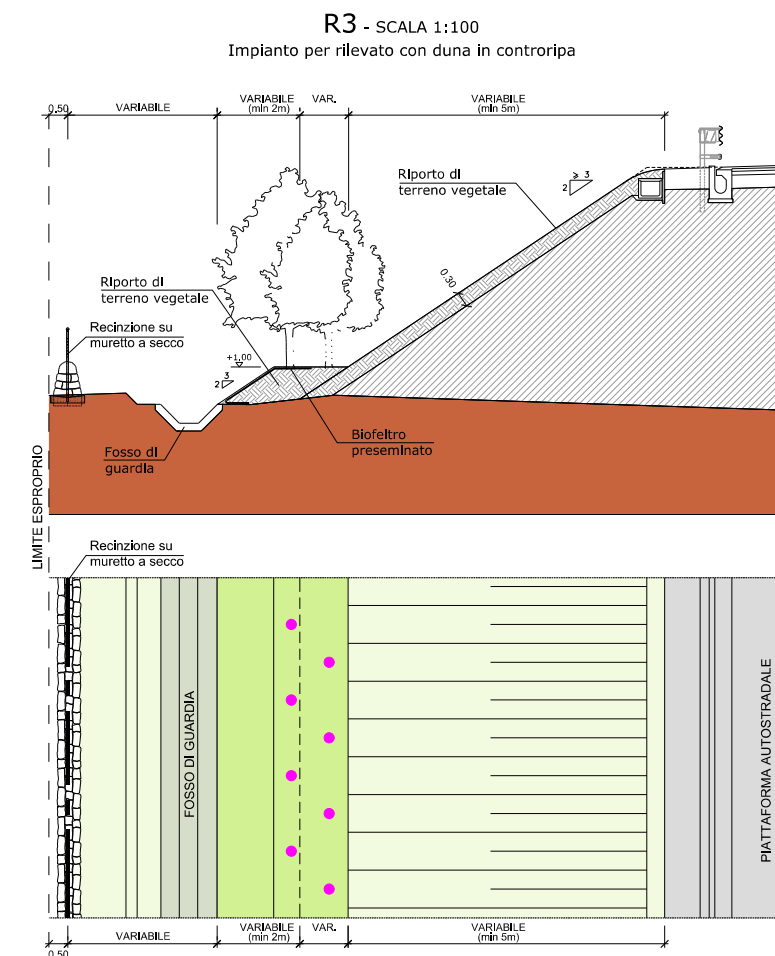 R3 - SCALA 1:100
Impianto per rilevato con duna in controripa
0.50
VARIABILE
VARIABILE
(min 2m)
VAR.
VARIABILE
(min 5m)
Riporto di
terreno vegetale
≥ 3
2
0.30
Riporto di
terreno vegetale
Recinzione su
muretto a secco
+1.00
3
2
Fosso di
guardia
Biofeltro
preseminato
LIMITE ESPROPRIO
Recinzione su
muretto a secco
FOSSO DI GUARDIA
PIATTAFORMA AUTOSTRADALE
0.50
VARIABILE
VARIABILE
(min 2m)
VAR.
VARIABILE
(min 5m)